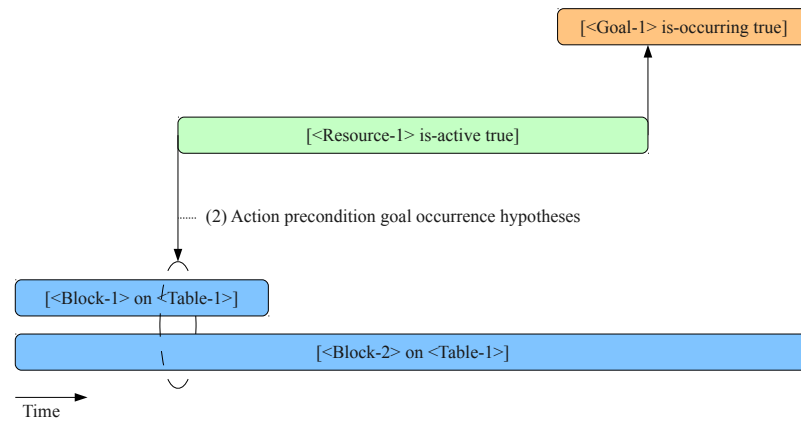 [<Goal-1> is-occurring true]
[<Resource-1> is-active true]
(2) Action precondition goal occurrence hypotheses
[<Block-1> on <Table-1>]
[<Block-2> on <Table-1>]
Time